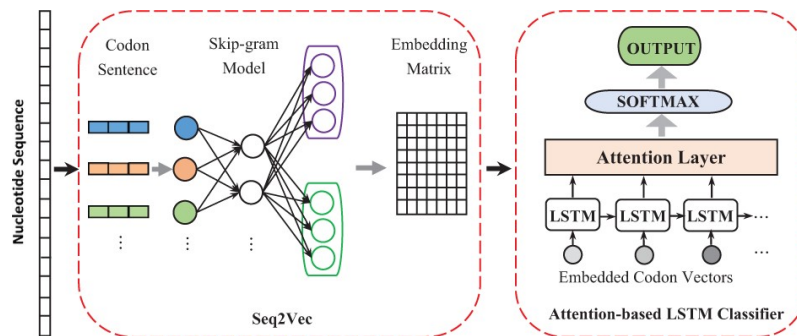 Nucleotide Sequence
Codon
Sentence
Skip-gram
Model
Embedding
Matrix
⋮
⋮
⋮
Seq2Vec
OUTPUT
SOFTMAX
Attention Layer
LSTM
LSTM
LSTM
...
...
Embedded Codon Vectors
Attention-based LSTM Classifier